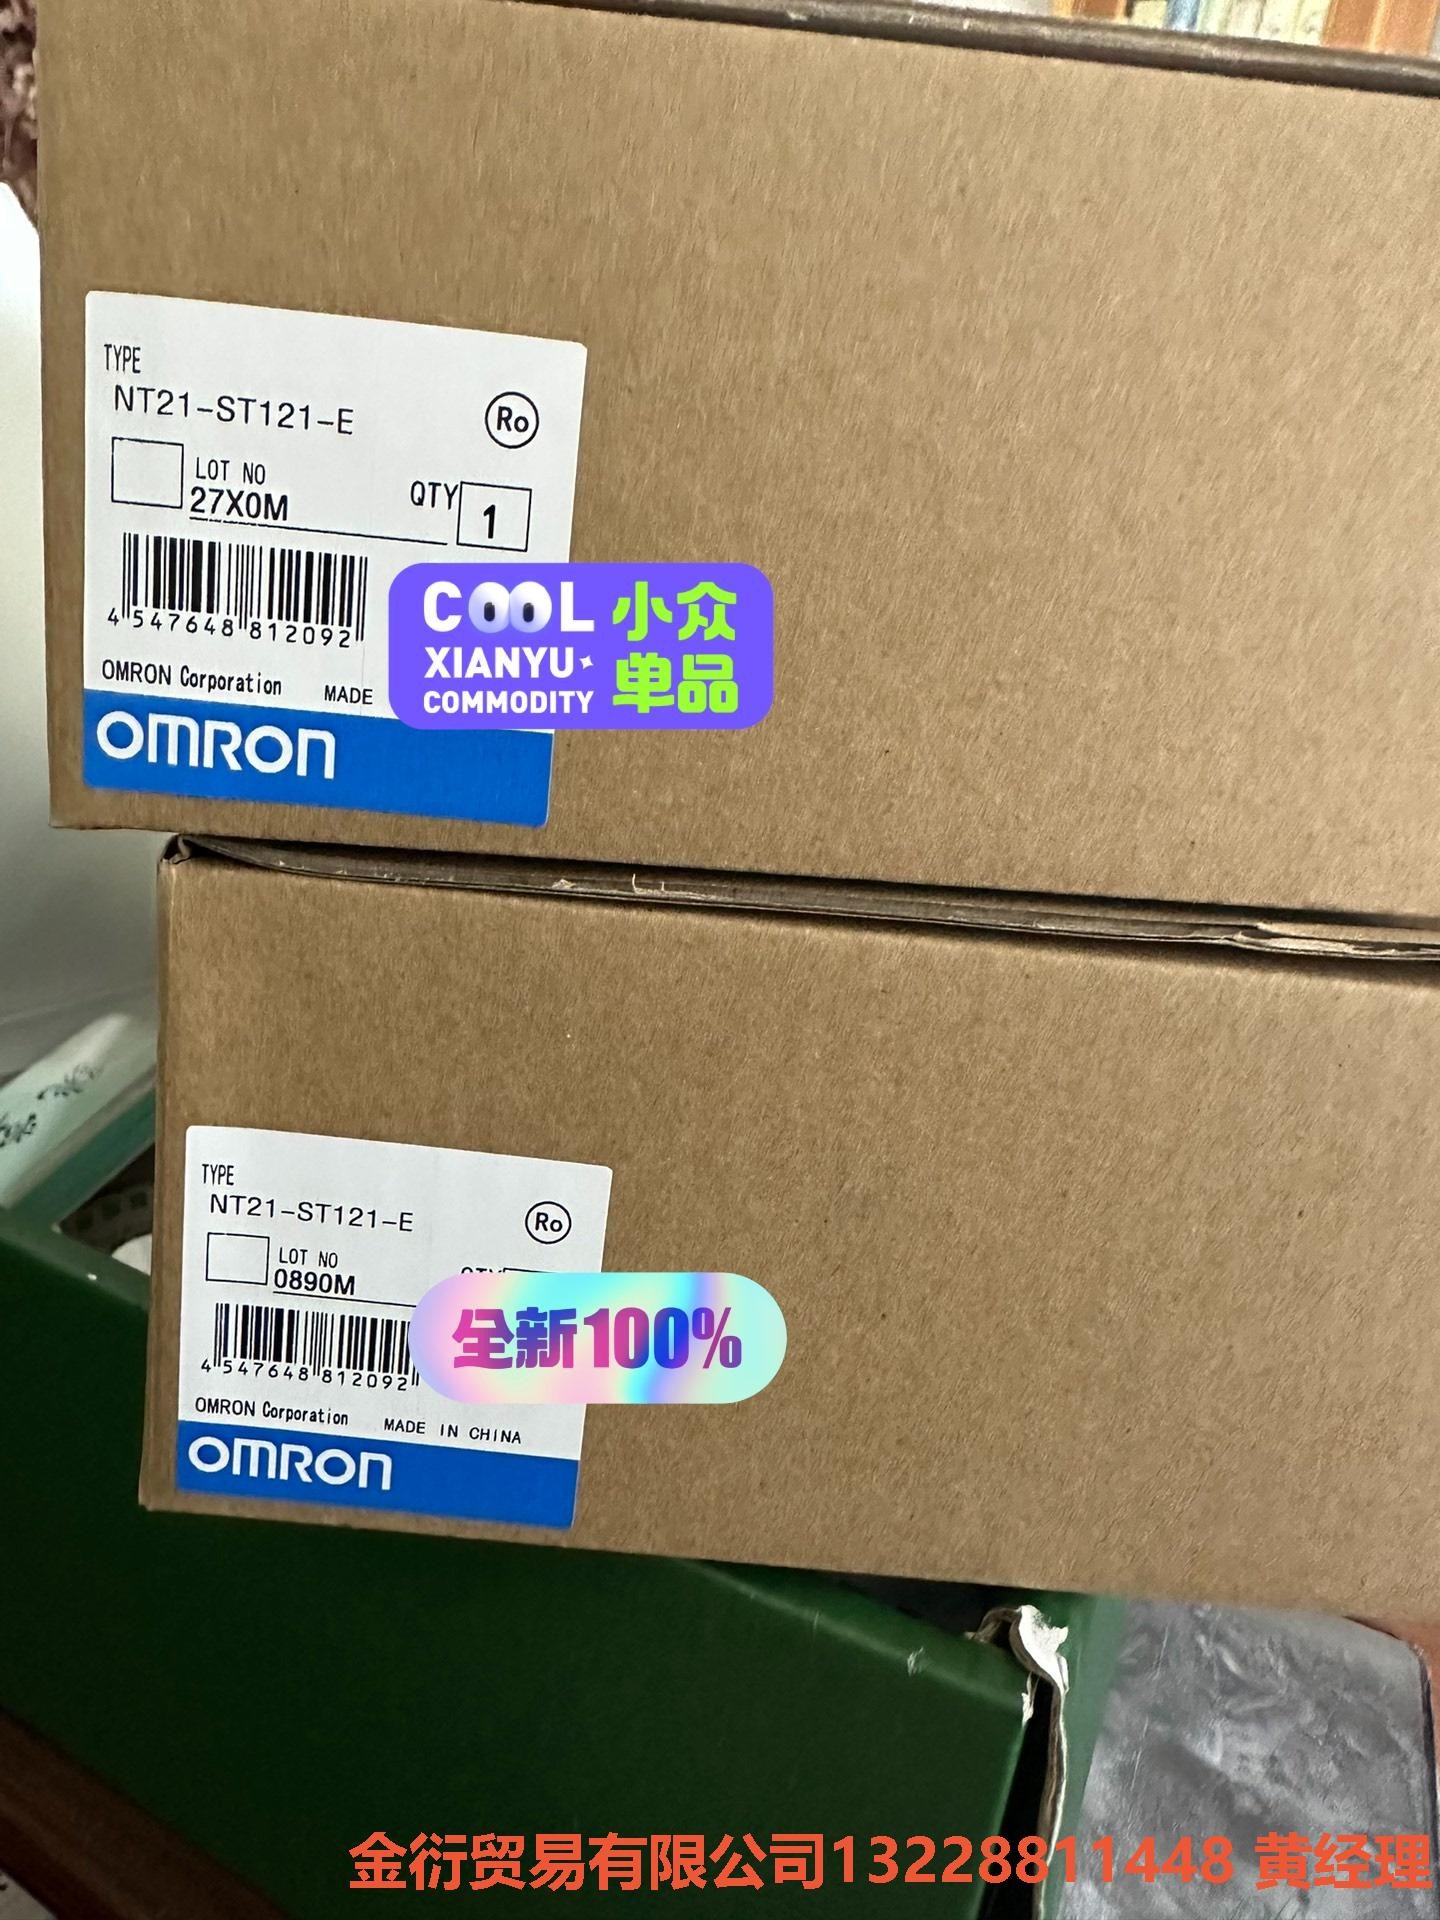 TYPE
NT21-ST121-E
Ro
LOT NO
27X0M
QTY
1
4 547648 812092
OMRON Corporation MADE
OMRON
COOL 小众
XIANYU 单品
COMMODITY
TYPE
NT21-ST121-E
Ro
LOT NO
0890M
QTY
4 547648 812092
全新100%
OMRON Corporation MADE IN CHINA
OMRON
金衍贸易有限公司13228811448 黄经理